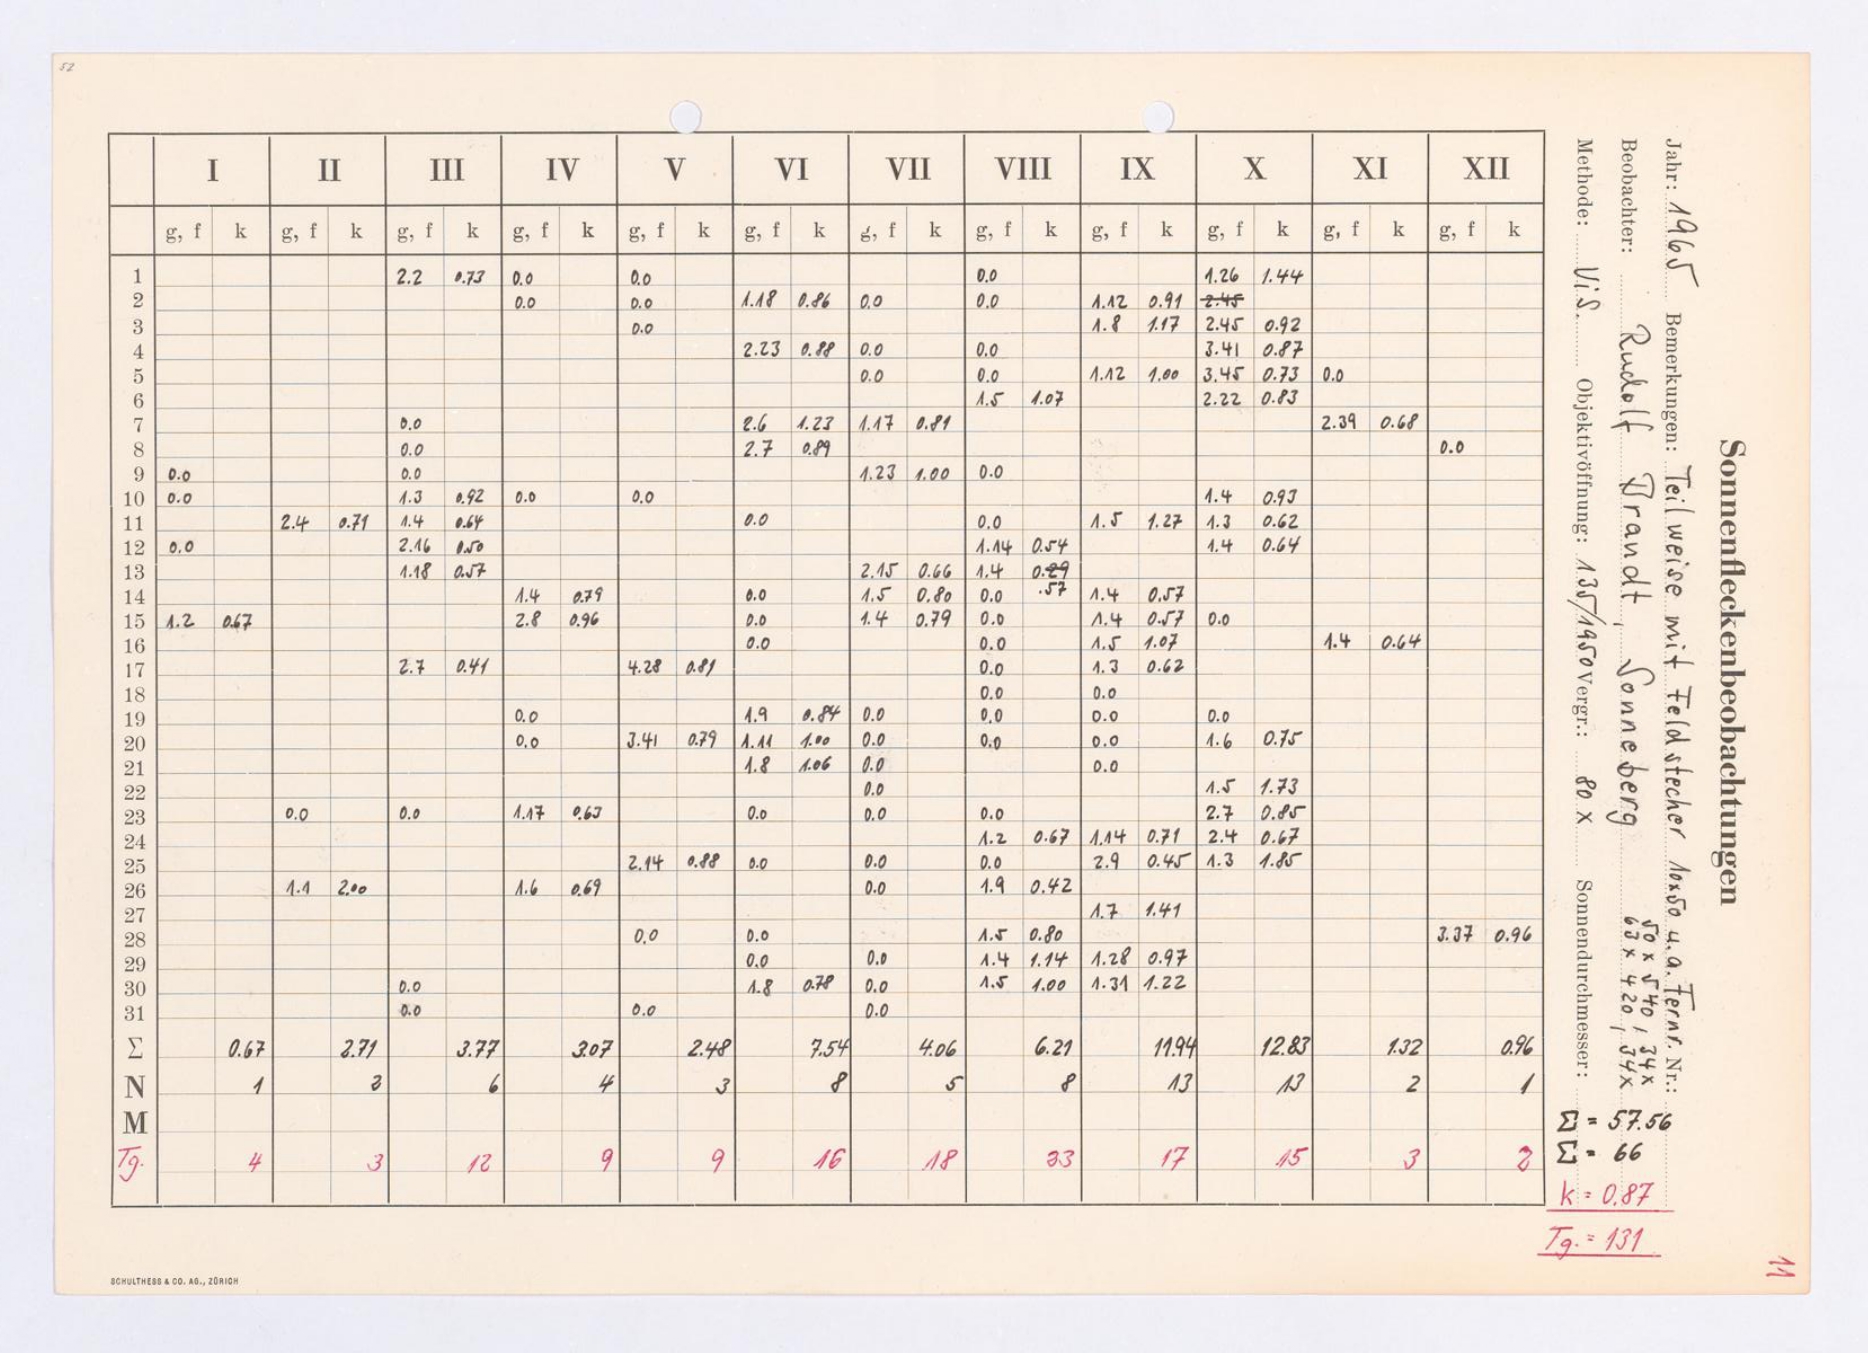 52
I II III IV V VI VII VIII IX X XI XII
g, f k g, f k g, f k g, f k g, f k g, f k g, f k g, f k g, f k g, f k g, f k g, f k
1 2.2 0.73 0.0 0.0 0.0 1.26 1.44
2 0.0 0.0 1.18 0.86 0.0 0.0 1.12 0.91 2.45
3 0.0 1.8 1.17 2.45 0.92
4 2.23 0.88 0.0 0.0 3.41 0.87
5 0.0 0.0 1.12 1.00 3.45 0.73 0.0
6 1.5 1.07 2.22 0.83
7 0.0 2.6 1.23 1.17 0.81 2.39 0.68
8 0.0 2.7 0.89 0.0
9 0.0 0.0 1.23 1.00 0.0
10 0.0 1.3 0.92 0.0 0.0 1.4 0.93
11 2.4 0.71 1.4 0.64 0.0 0.0 1.5 1.27 1.3 0.62
12 0.0 2.16 0.50 1.14 0.54 1.4 0.64
13 1.18 0.57 2.15 0.66 1.4 0.29
14 1.4 0.79 0.0 1.5 0.80 0.0 .57 1.4 0.57
15 1.2 0.67 2.8 0.96 0.0 1.4 0.79 0.0 1.4 0.57 0.0
16 0.0 0.0 1.5 1.07 1.4 0.64
17 2.7 0.41 4.28 0.81 0.0 1.3 0.62
18 0.0 0.0
19 0.0 1.9 0.84 0.0 0.0 0.0 0.0
20 0.0 3.41 0.79 1.11 1.00 0.0 0.0 0.0 1.6 0.75
21 1.8 1.06 0.0 0.0
22 0.0 1.5 1.73
23 0.0 0.0 1.17 0.63 0.0 0.0 0.0 2.7 0.85
24 1.2 0.67 1.14 0.71 2.4 0.67
25 2.14 0.88 0.0 0.0 0.0 2.9 0.45 1.3 1.85
26 1.1 2.00 1.6 0.69 0.0 1.9 0.42
27 1.7 1.41
28 0.0 0.0 1.5 0.80 3.37 0.96
29 0.0 0.0 1.4 1.14 1.28 0.97
30 0.0 1.8 0.78 0.0 1.5 1.00 1.31 1.22
31 0.0 0.0 0.0
Σ 0.67 2.71 3.77 3.07 2.48 7.54 4.06 6.21 11.94 12.83 1.32 0.96
N 1 2 6 4 3 8 5 8 13 13 2 1
M
Tg. 4 3 12 9 9 16 18 23 17 15 3 2
Sonnenfleckenbeobachtungen
Jahr: 1965 Bemerkungen: Teilweise mit Feldstecher 10x50 u.a. Fernr. Nr.:
50 x 540, 34x
Beobachter: Rudolf Brandt, Sonneberg 63 x 420, 34x
Methode: Vis. Objektivöffnung: 135/1950 Vergr.: 80 x Sonnendurchmesser:
Σ = 57.56
Σ = 66
k = 0.87
Tg. = 131
11
SCHULTHESS & CO. AG., ZÜRICH